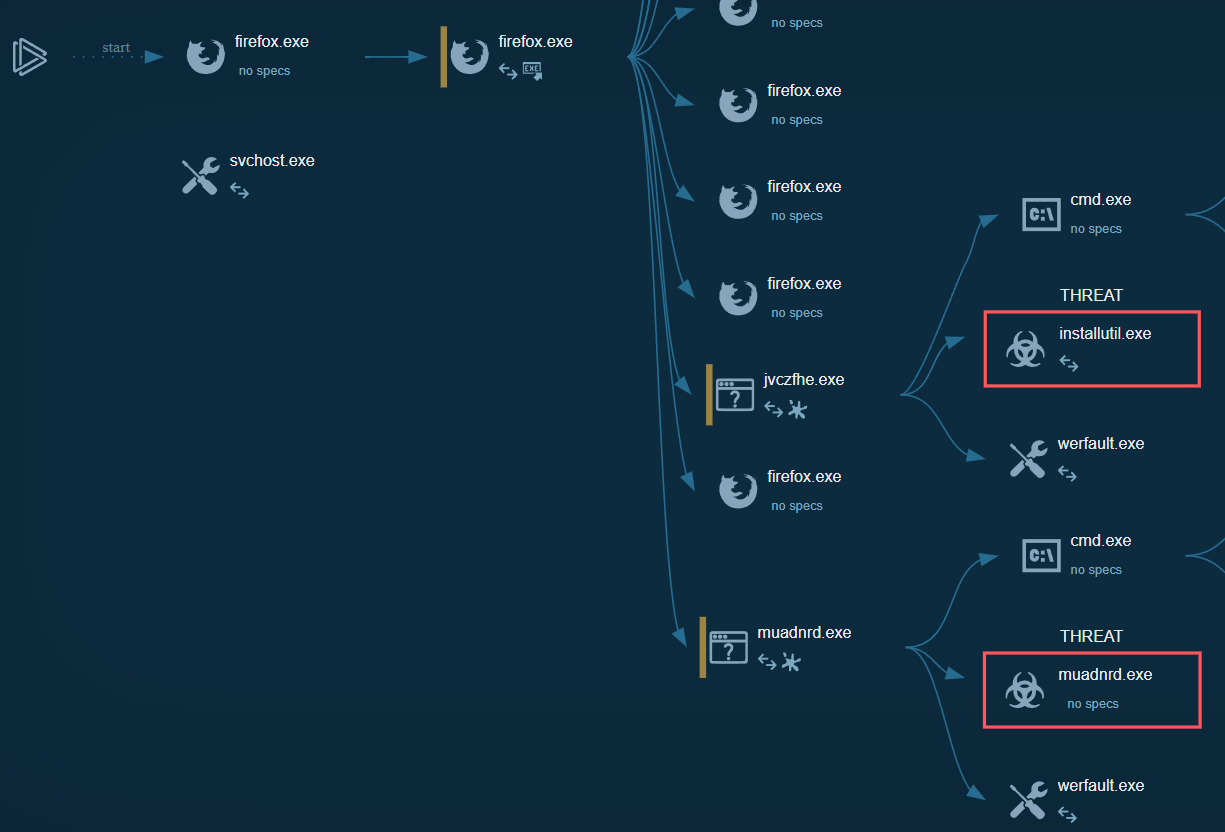 start
firefox.exe
no specs
firefox.exe
EXE
svchost.exe
no specs
firefox.exe
no specs
firefox.exe
no specs
firefox.exe
no specs
jvczfhe.exe
?
firefox.exe
no specs
muadnrd.exe
?
C:\
cmd.exe
no specs
THREAT
installutil.exe
werfault.exe
C:\
cmd.exe
no specs
THREAT
muadnrd.exe
no specs
werfault.exe